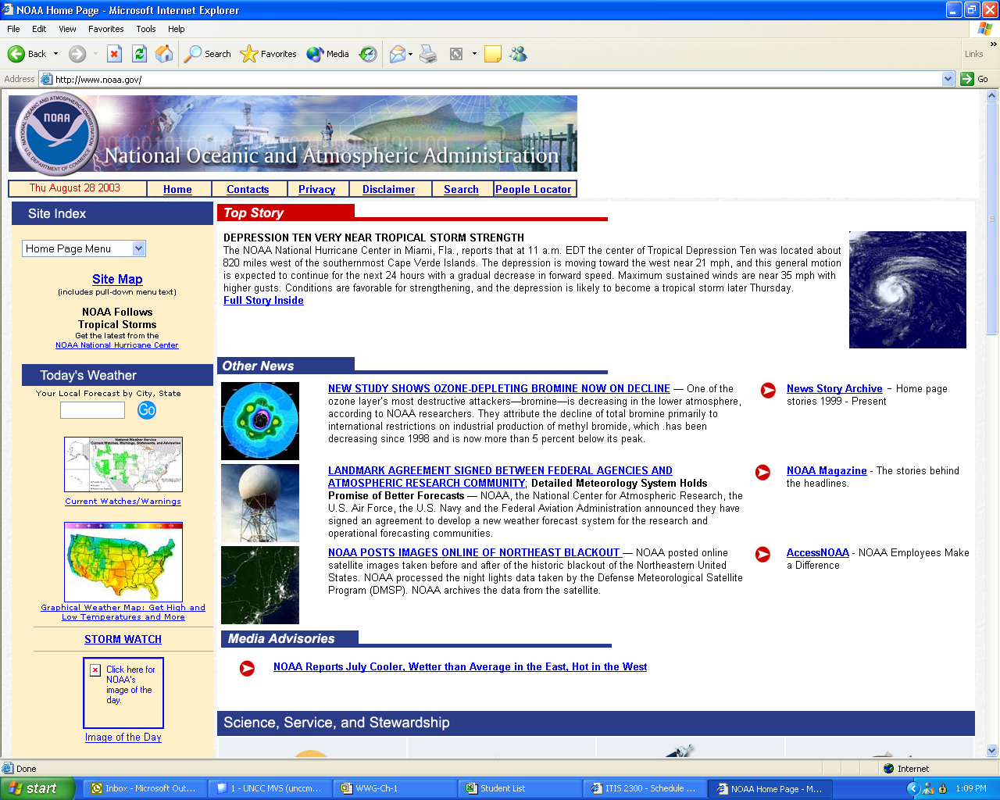 NOAA Home Page - Microsoft Internet Explorer
File Edit View Favorites Tools Help
Back Search Favorites Media Links
Address http://www.noaa.gov/ Go
NATIONAL OCEANIC AND ATMOSPHERIC ADMINISTRATION
NOAA
U.S. DEPARTMENT OF COMMERCE
National Oceanic and Atmospheric Administration
Thu August 28 2003 Home Contacts Privacy Disclaimer Search People Locator
Site Index
Home Page Menu
Site Map
(includes pull-down menu text)
NOAA Follows
Tropical Storms
Get the latest from the
NOAA National Hurricane Center
Today's Weather
Your Local Forecast by City, State
Go
National Weather Service
Current Watches, Warnings, Statements, and Advisories
Current Watches/Warnings
Graphical Weather Map: Get High and
Low Temperatures and More
STORM WATCH
Click here for
NOAA's
image of the
day.
Image of the Day
Top Story
DEPRESSION TEN VERY NEAR TROPICAL STORM STRENGTH
The NOAA National Hurricane Center in Miami, Fla., reports that at 11 a.m. EDT the center of Tropical Depression Ten was located about
820 miles west of the southernmost Cape Verde Islands. The depression is moving toward the west near 21 mph, and this general motion
is expected to continue for the next 24 hours with a gradual decrease in forward speed. Maximum sustained winds are near 35 mph with
higher gusts. Conditions are favorable for strengthening, and the depression is likely to become a tropical storm later Thursday.
Full Story Inside
Other News
NEW STUDY SHOWS OZONE-DEPLETING BROMINE NOW ON DECLINE — One of the
ozone layer's most destructive attackers—bromine—is decreasing in the lower atmosphere,
according to NOAA researchers. They attribute the decline of total bromine primarily to
international restrictions on industrial production of methyl bromide, which .has been
decreasing since 1998 and is now more than 5 percent below its peak.
News Story Archive - Home page
stories 1999 - Present
LANDMARK AGREEMENT SIGNED BETWEEN FEDERAL AGENCIES AND
ATMOSPHERIC RESEARCH COMMUNITY; Detailed Meteorology System Holds
Promise of Better Forecasts — NOAA, the National Center for Atmospheric Research, the
U.S. Air Force, the U.S. Navy and the Federal Aviation Administration announced they have
signed an agreement to develop a new weather forecast system for the research and
operational forecasting communities.
NOAA Magazine - The stories behind
the headlines.
NOAA POSTS IMAGES ONLINE OF NORTHEAST BLACKOUT — NOAA posted online
satellite images taken before and after of the historic blackout of the Northeastern United
States. NOAA processed the night lights data taken by the Defense Meteorological Satellite
Program (DMSP). NOAA archives the data from the satellite.
AccessNOAA - NOAA Employees Make
a Difference
Media Advisories
NOAA Reports July Cooler, Wetter than Average in the East, Hot in the West
Science, Service, and Stewardship
Done Internet
start Inbox - Microsoft Out... 1 - UNCC MVS (unccm... WWG-Ch-1 Student List ITIS 2300 - Schedule ... NOAA Home Page - M... 1:09 PM